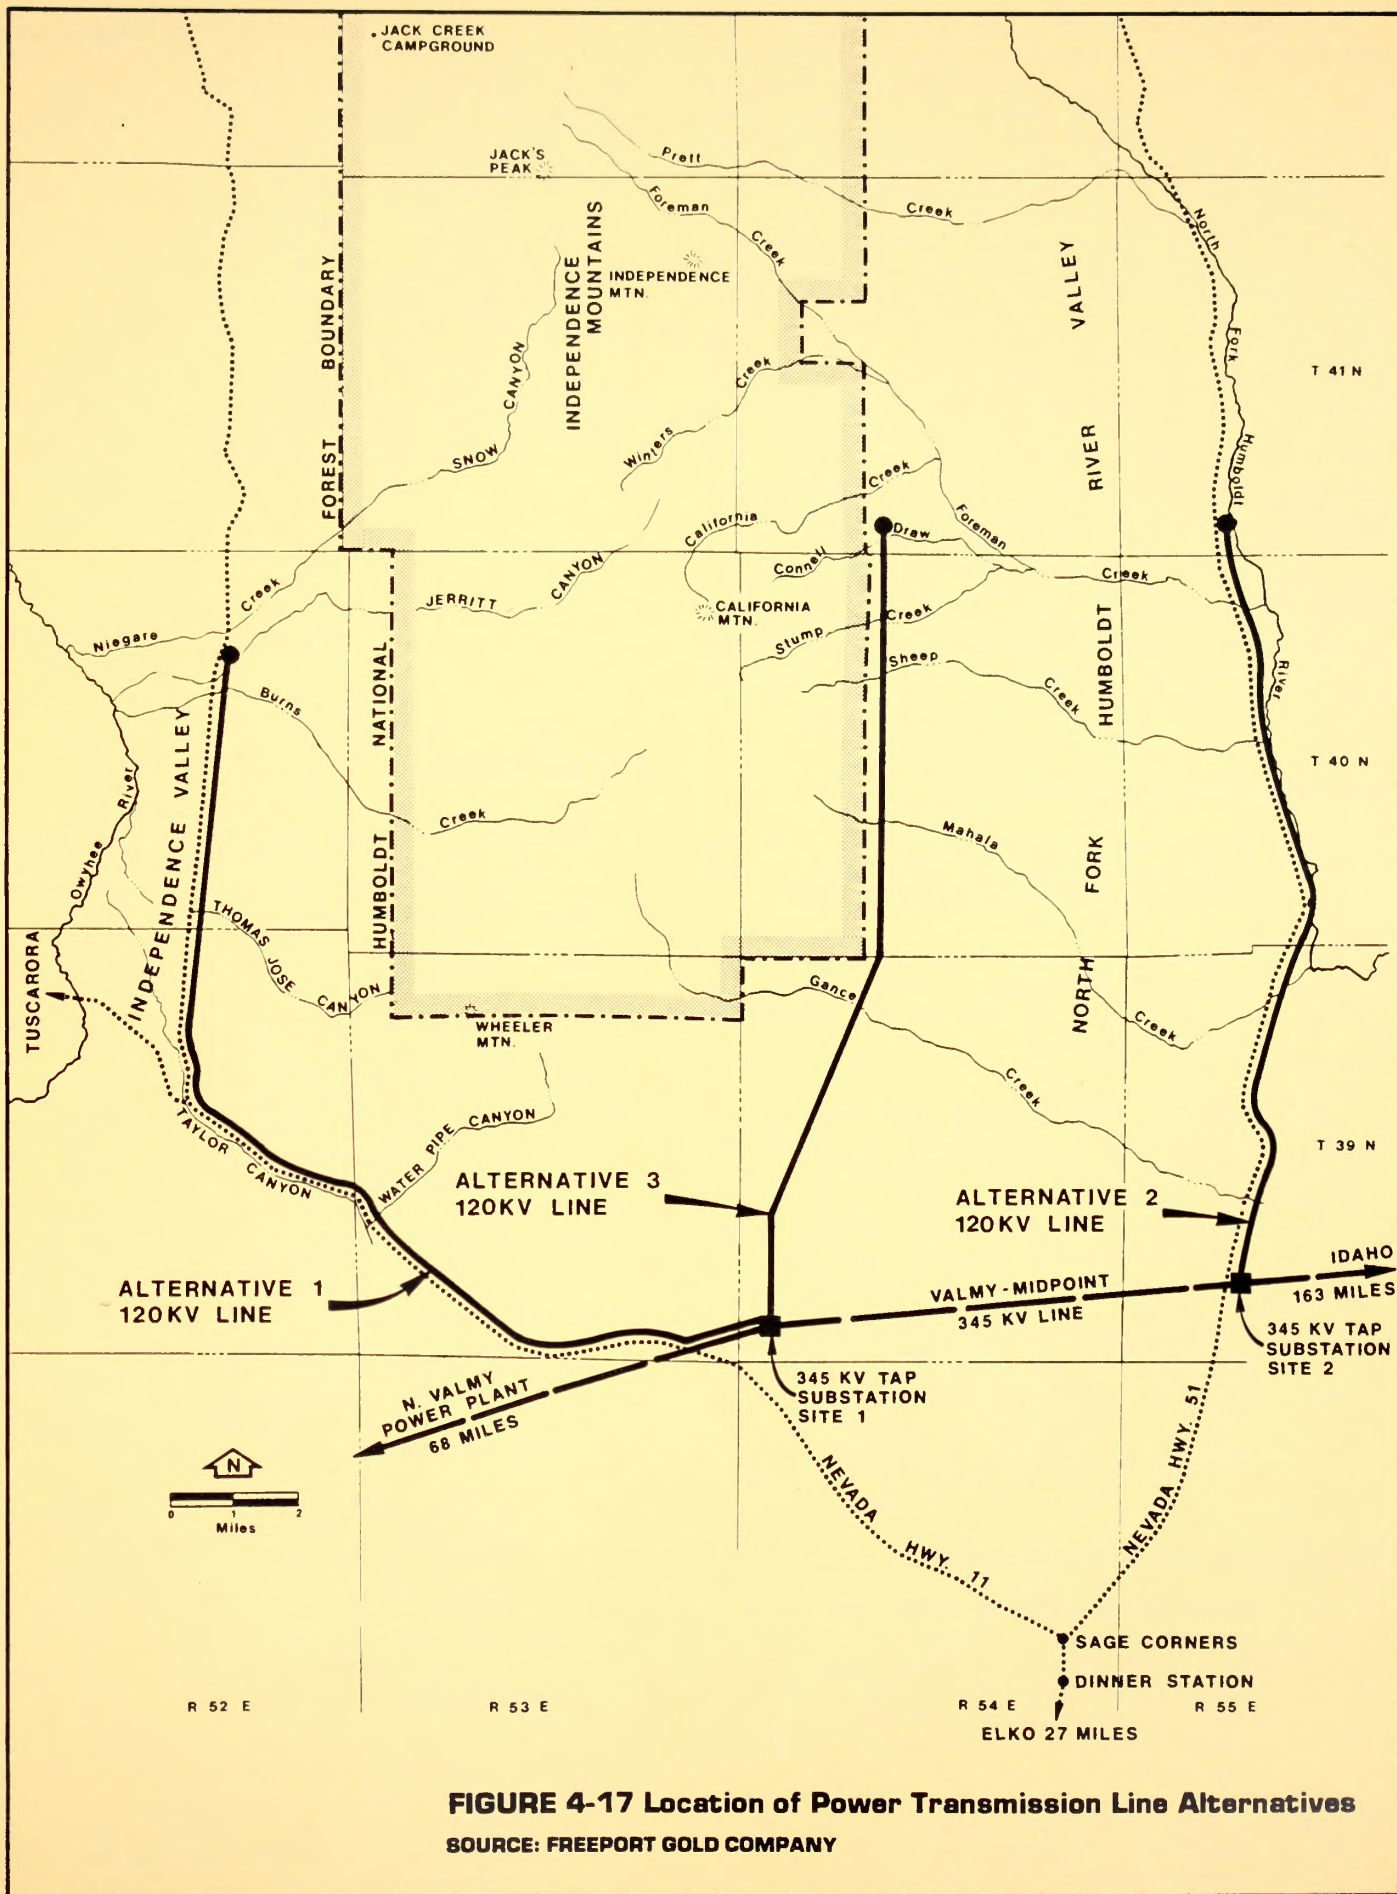 JACK CREEK
CAMPGROUND
JACK'S
PEAK
Prett
Creek
Foreman
Creek
North
Fork
Humboldt
River
INDEPENDENCE
MOUNTAINS
INDEPENDENCE
MTN.
VALLEY
RIVER
HUMBOLDT
FORK
NORTH
FOREST BOUNDARY
HUMBOLDT NATIONAL
SNOW CANYON
Winters Creek
T 41 N
California Creek
Draw
Connell
Foreman
Creek
JERRITT CANYON
CALIFORNIA
MTN.
Stump Creek
Niegare Creek
Sheep
Creek
Burns
Creek
T 40 N
Mahala
Creek
Owyhee River
INDEPENDENCE VALLEY
THOMAS JOSE CANYON
TUSCARORA
Gance
Creek
WHEELER
MTN.
TAYLOR CANYON
WATER PIPE CANYON
T 39 N
ALTERNATIVE 3
120KV LINE
ALTERNATIVE 2
120KV LINE
ALTERNATIVE 1
120KV LINE
VALMY-MIDPOINT
345 KV LINE
IDAHO
163 MILES
345 KV TAP
SUBSTATION
SITE 2
345 KV TAP
SUBSTATION
SITE 1
N. VALMY
POWER PLANT
68 MILES
N
0 1 2
Miles
NEVADA HWY. 11
NEVADA HWY. 51
SAGE CORNERS
DINNER STATION
R 52 E
R 53 E
R 54 E
R 55 E
ELKO 27 MILES
FIGURE 4-17 Location of Power Transmission Line Alternatives
SOURCE: FREEPORT GOLD COMPANY